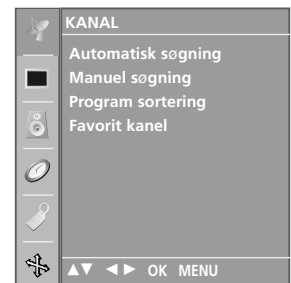 KANAL
Automatisk søgning
Manuel søgning
Program sortering
Favorit kanel
▲▼ ◄► OK MENU